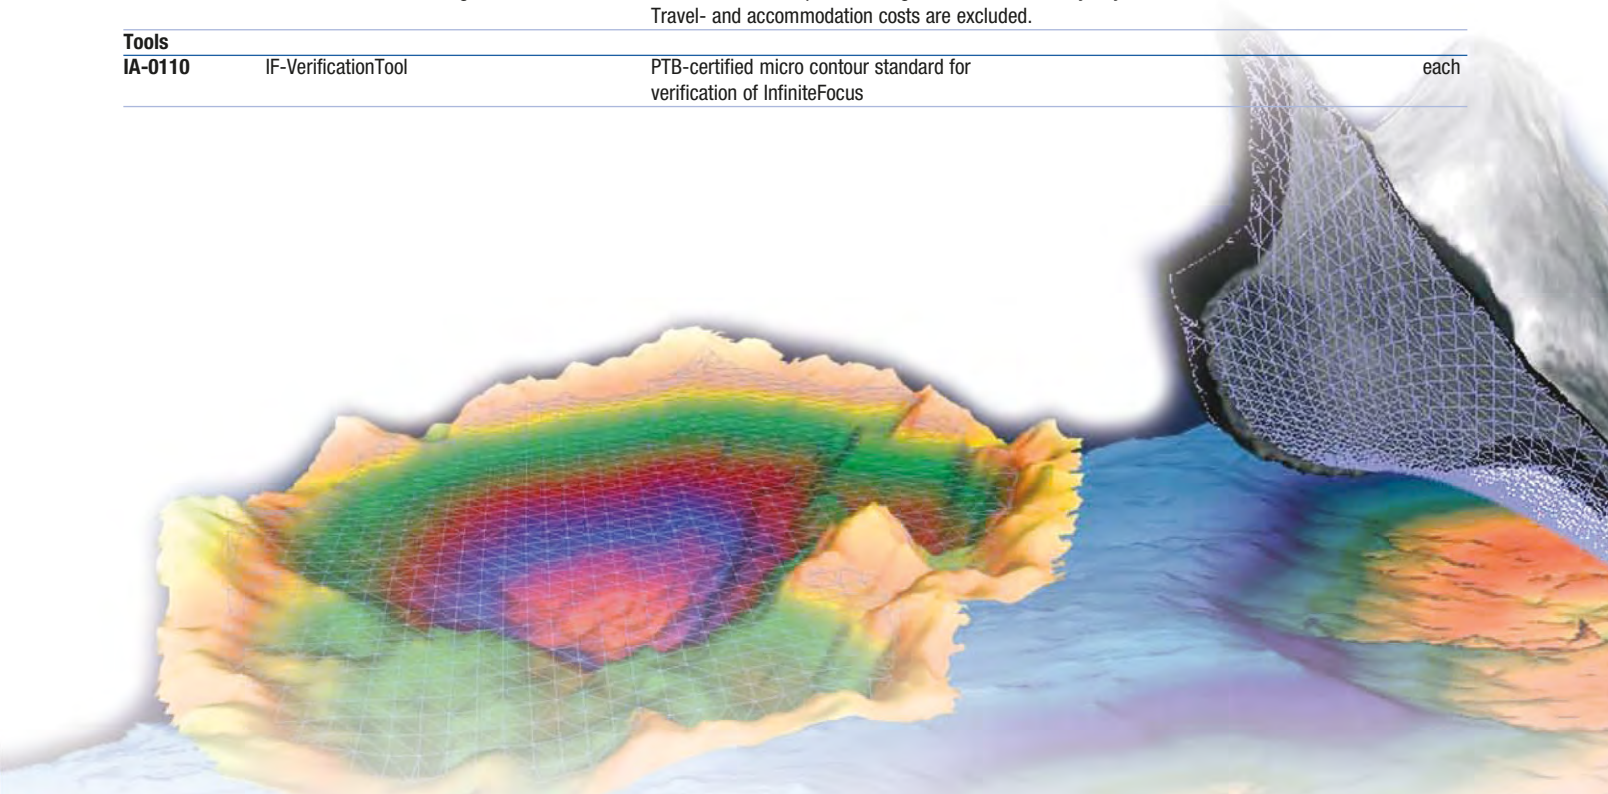 Travel- and accommodation costs are excluded.
Tools
IA-0110 IF-VerificationTool PTB-certified micro contour standard for each
verification of InfiniteFocus